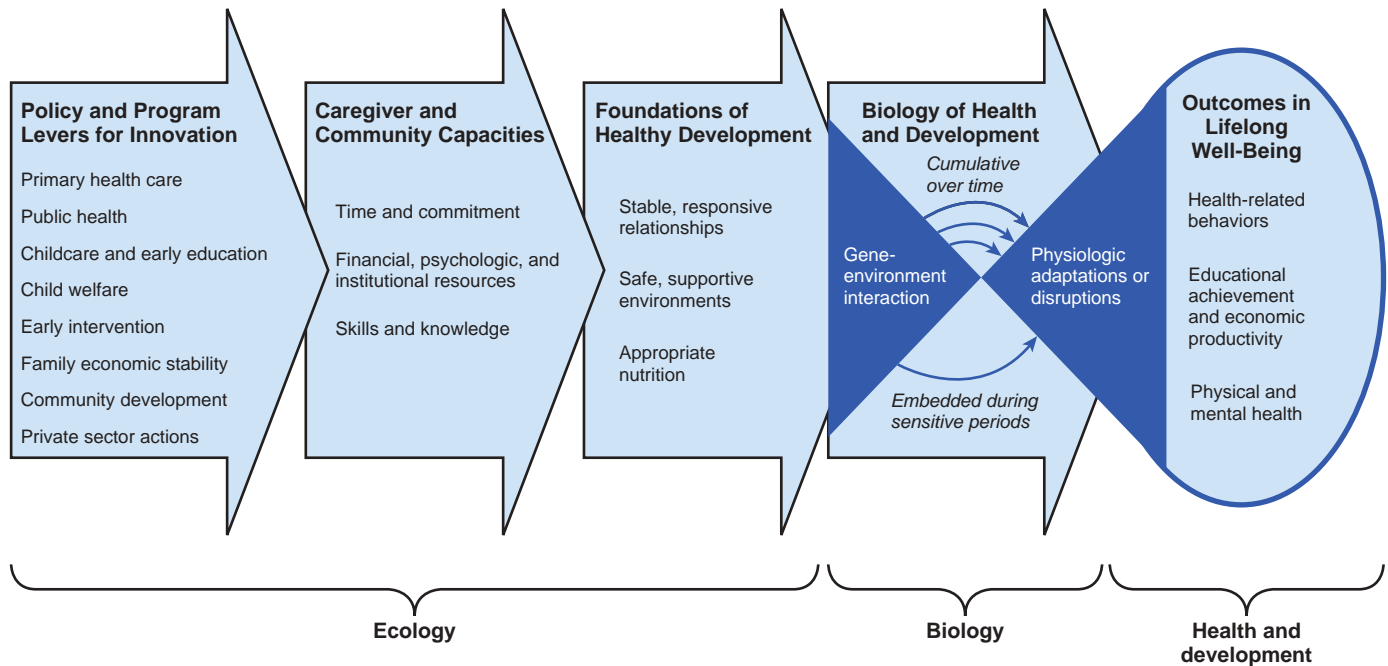 Policy and Program
Levers for Innovation
Primary health care
Public health
Childcare and early education
Child welfare
Early intervention
Family economic stability
Community development
Private sector actions
Caregiver and
Community Capacities
Time and commitment
Financial, psychologic, and
institutional resources
Skills and knowledge
Foundations of
Healthy Development
Stable, responsive
relationships
Safe, supportive
environments
Appropriate
nutrition
Biology of Health
and Development
Cumulative
over time
Gene-
environment
interaction
Physiologic
adaptations or
disruptions
Embedded during
sensitive periods
Outcomes in
Lifelong
Well-Being
Health-related
behaviors
Educational
achievement
and economic
productivity
Physical and
mental health
Ecology
Biology
Health and
development